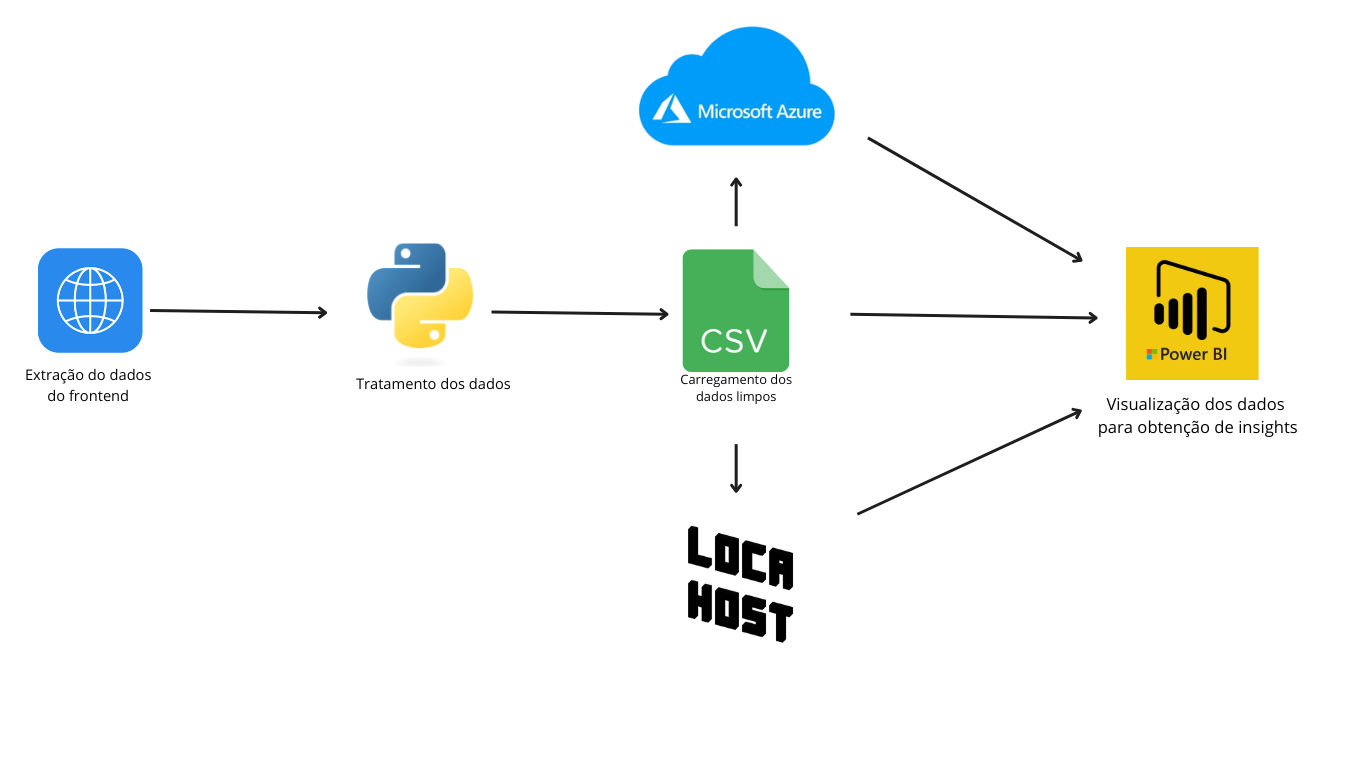 Microsoft Azure
CSV
Power BI
Extração do dados
do frontend
Tratamento dos dados
Carregamento dos
dados limpos
Visualização dos dados
para obtenção de insights
LOCA
HOST